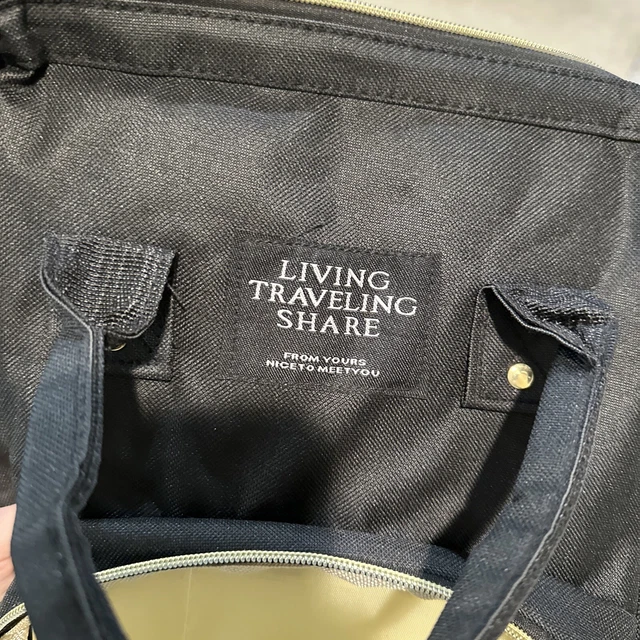 LIVING
TRAVELING
SHARE
FROM YOURS
NICETO MEETYOU